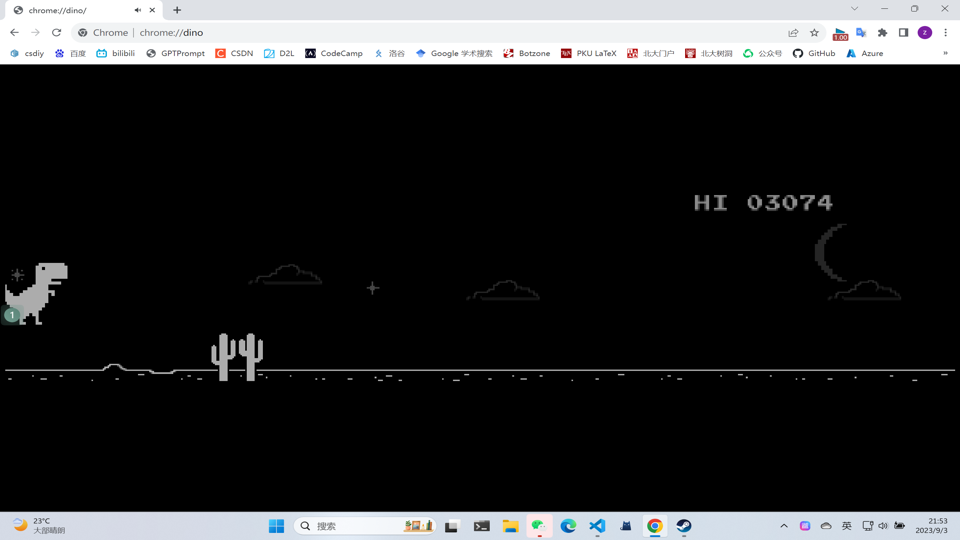 chrome://dino/
Chrome | chrome://dino
1.00
z
csdiy 百度 bilibili GPTPrompt CSDN D2L CodeCamp 洛谷 Google 学术搜索 Botzone PKU LaTeX 北大门户 北大树洞 公众号 GitHub Azure »
HI 03074
1
23°C
大部晴朗
搜索
英
21:53
2023/9/3